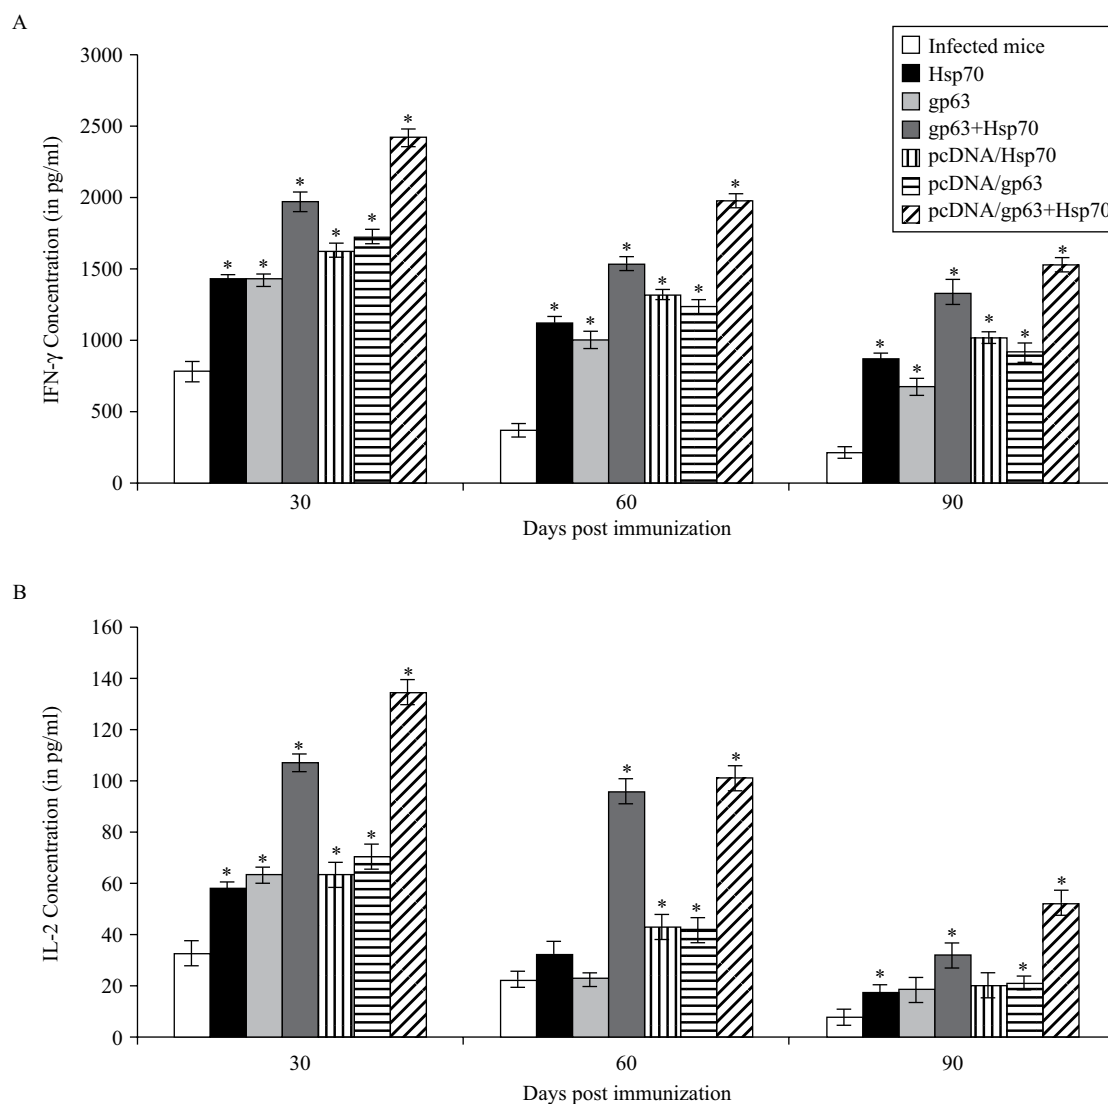 A
3000
2500
2000
1500
1000
500
0
IFN-γ Concentration (in pg/ml)
Infected mice
Hsp70
gp63
gp63+Hsp70
pcDNA/Hsp70
pcDNA/gp63
pcDNA/gp63+Hsp70
* * * * * *
* * * * * *
* * * * * *
30 60 90
Days post immunization
B
160
140
120
100
80
60
40
20
0
IL-2 Concentration (in pg/ml)
* * * * * *
* * * *
* * * *
30 60 90
Days post immunization